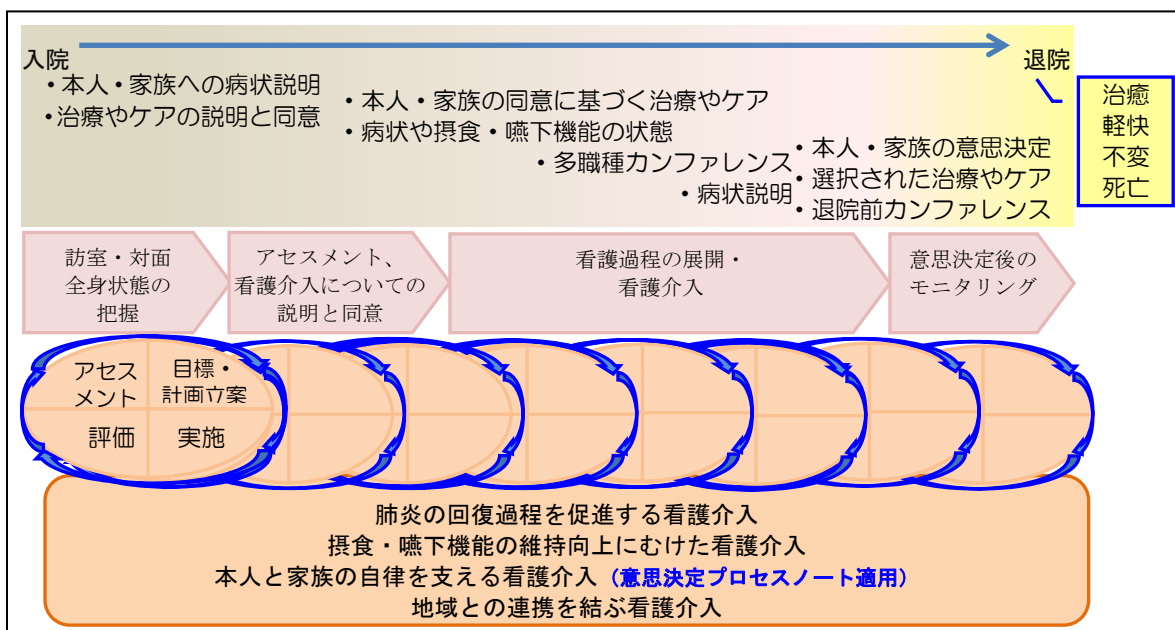 入院
退院
・本人・家族への病状説明
・治療やケアの説明と同意
・本人・家族の同意に基づく治療やケア
・病状や摂食・嚥下機能の状態
・多職種カンファレンス
・病状説明
・本人・家族の意思決定
・選択された治療やケア
・退院前カンファレンス
治癒
軽快
不変
死亡
訪室・対面
全身状態の
把握
アセスメント、
看護介入についての
説明と同意
看護過程の展開・
看護介入
意思決定後の
モニタリング
アセス
メント
目標・
計画立案
評価
実施
肺炎の回復過程を促進する看護介入
摂食・嚥下機能の維持向上にむけた看護介入
本人と家族の自律を支える看護介入（意思決定プロセスノート適用）
地域との連携を結ぶ看護介入